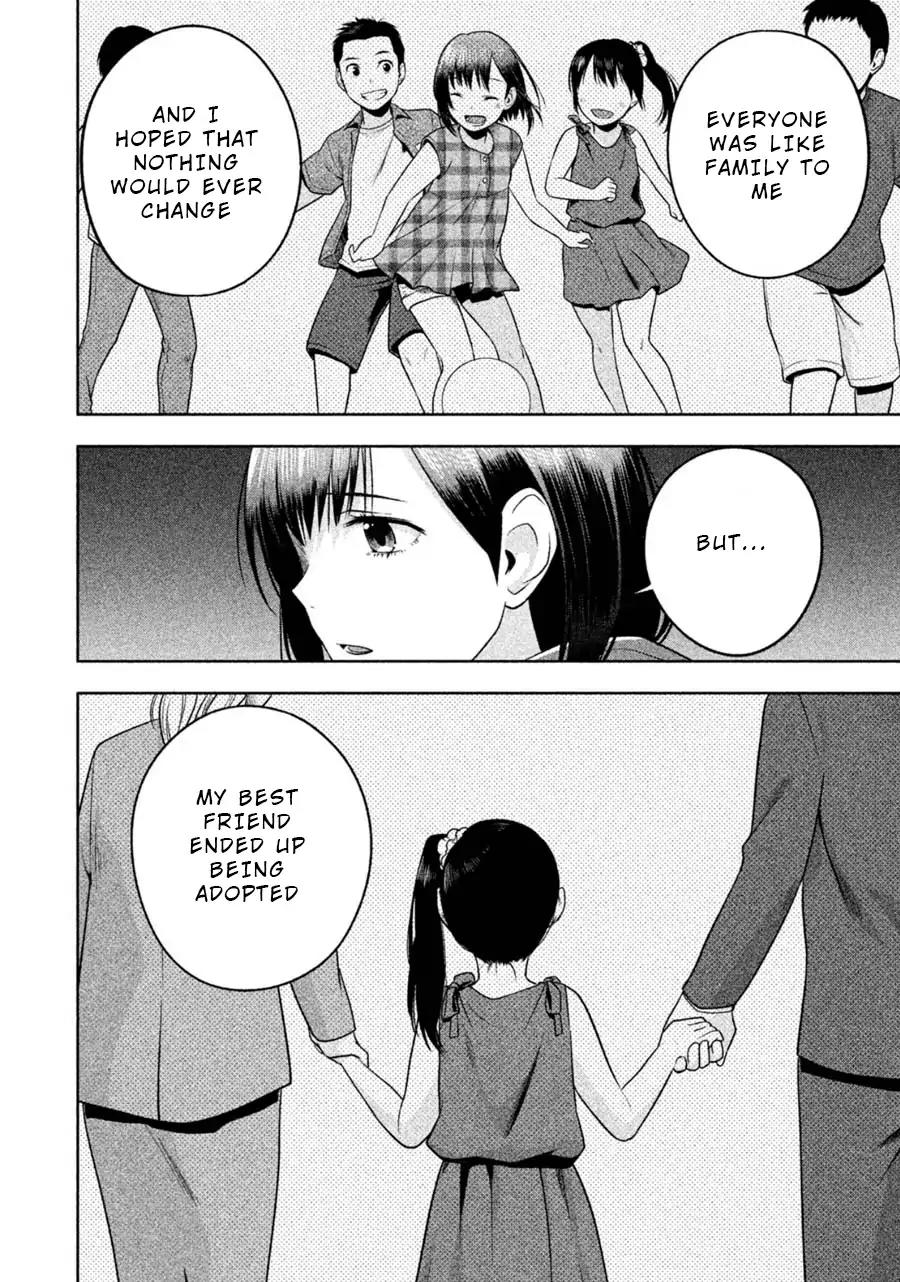 EVERYONE
WAS LIKE
FAMILY TO
ME
AND I
HOPED THAT
NOTHING
WOULD EVER
CHANGE
BUT...
MY BEST
FRIEND
ENDED UP
BEING
ADOPTED